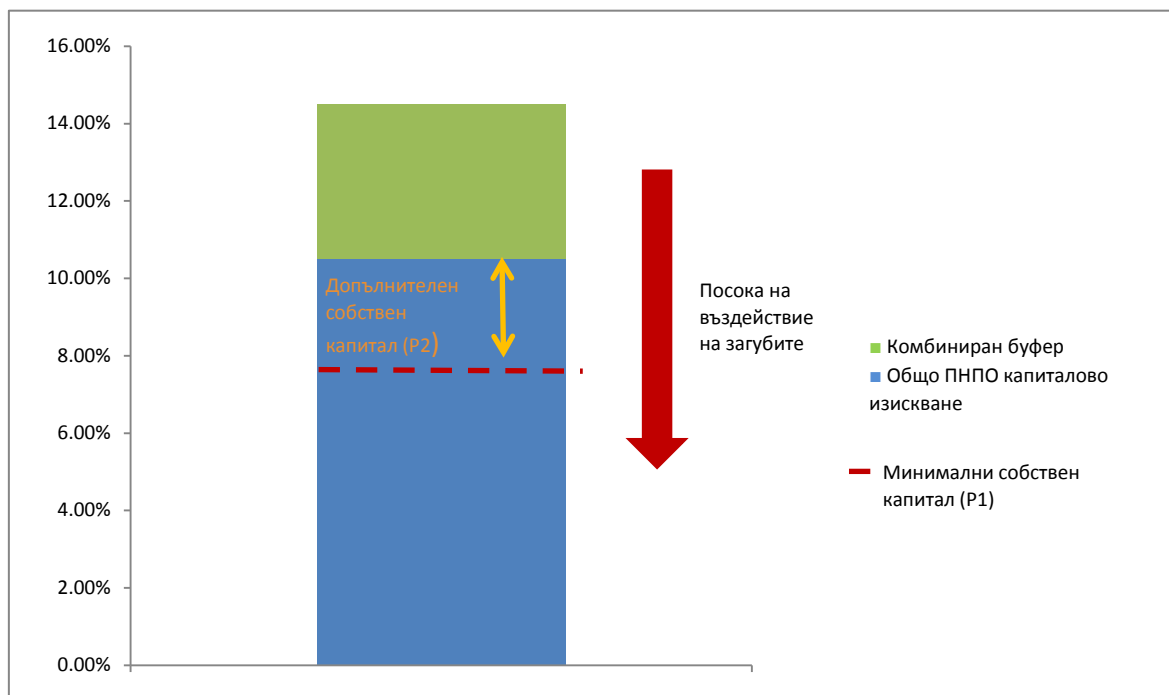 16.00%
14.00%
12.00%
10.00%
8.00%
6.00%
4.00%
2.00%
0.00%
Допълнителен
собствен
капитал (P2)
Посока на
въздействие
на загубите
Комбиниран буфер
Общо ПНПО капиталово
изискване
Минимални собствен
капитал (P1)